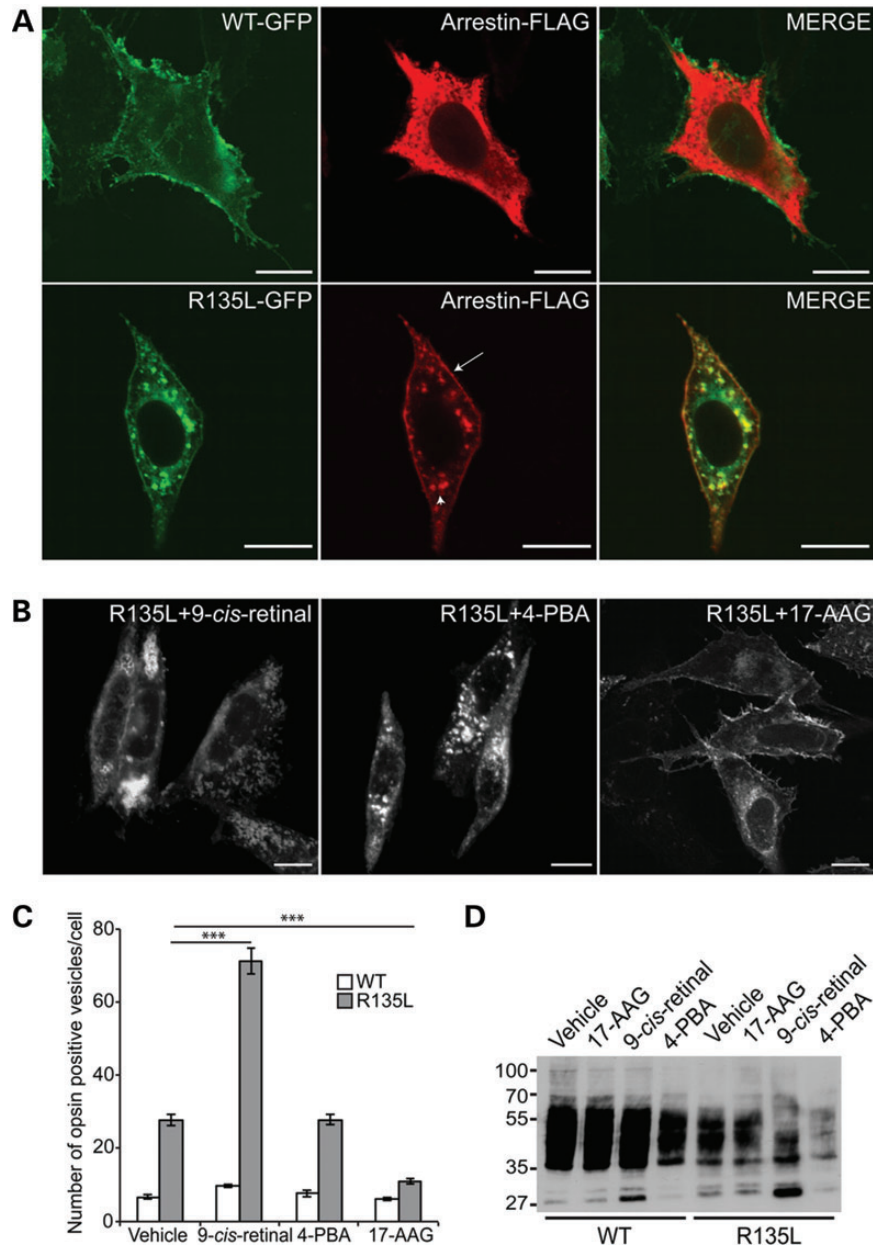 A
WT-GFP
Arrestin-FLAG
MERGE
R135L-GFP
Arrestin-FLAG
MERGE
B
R135L+9-cis-retinal
R135L+4-PBA
R135L+17-AAG
C
Number of opsin positive vesicles/cell
80
60
40
20
0
***
***
WT
R135L
Vehicle
9-cis-retinal
4-PBA
17-AAG
D
Vehicle
17-AAG
9-cis-retinal
4-PBA
Vehicle
17-AAG
9-cis-retinal
4-PBA
100
70
55
35
27
WT
R135L